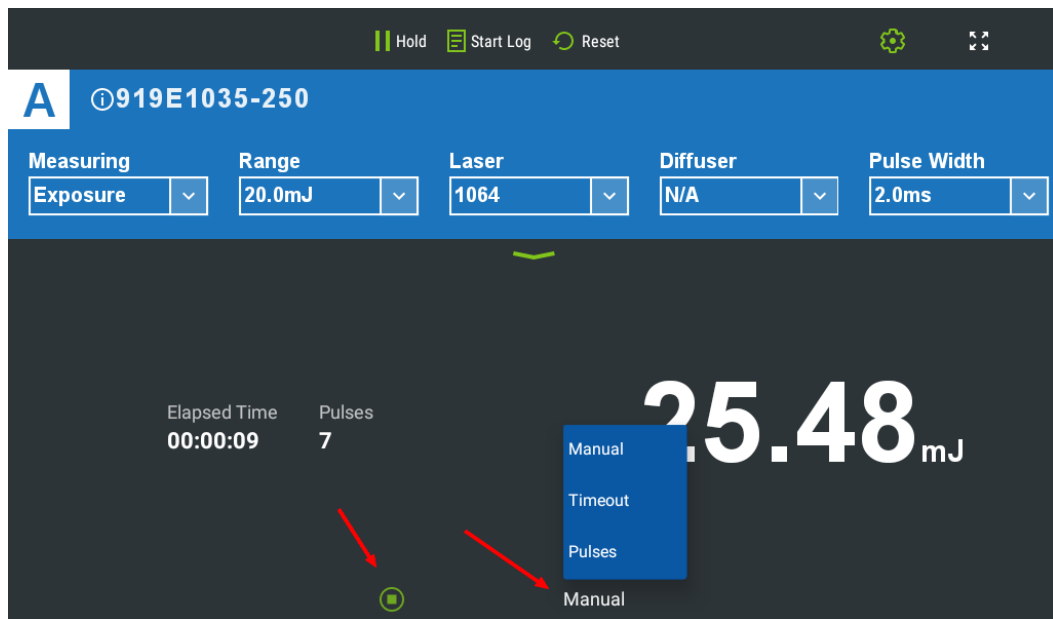 Hold Start Log Reset
A 919E1035-250
Measuring Range Laser Diffuser Pulse Width
Exposure 20.0mJ 1064 N/A 2.0ms
Elapsed Time Pulses
00:00:09 7
25.48 mJ
Manual
Timeout
Pulses
Manual